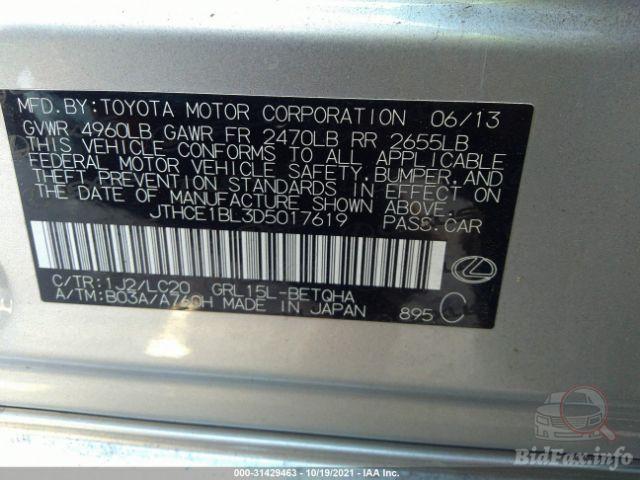 MFD. BY: TOYOTA MOTOR CORPORATION 06/13
GVWR 4960LB GAWR FR 2470LB RR 2655LB
THIS VEHICLE CONFORMS TO ALL APPLICABLE
FEDERAL MOTOR VEHICLE SAFETY, BUMPER, AND
THEFT PREVENTION STANDARDS IN EFFECT ON
THE DATE OF MANUFACTURE SHOWN ABOVE.
JTHCE1BL3D5017619 PASS. CAR
C/TR: 1J2/LC20 GRL15L-BETQHA
A/TM: B03A/A760H MADE IN JAPAN 895 C
000-31429463 - 10/19/2021 - IAA Inc.
BidFax.info